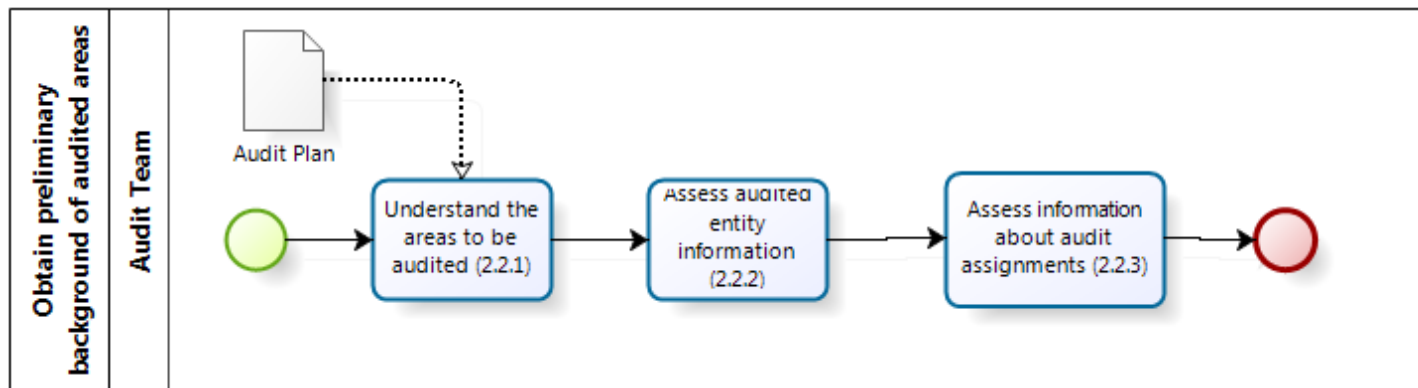 Obtain preliminary
background of audited areas
Audit Team
Audit Plan
Understand the
areas to be
audited (2.2.1)
Assess audited
entity
information
(2.2.2)
Assess information
about audit
assignments (2.2.3)